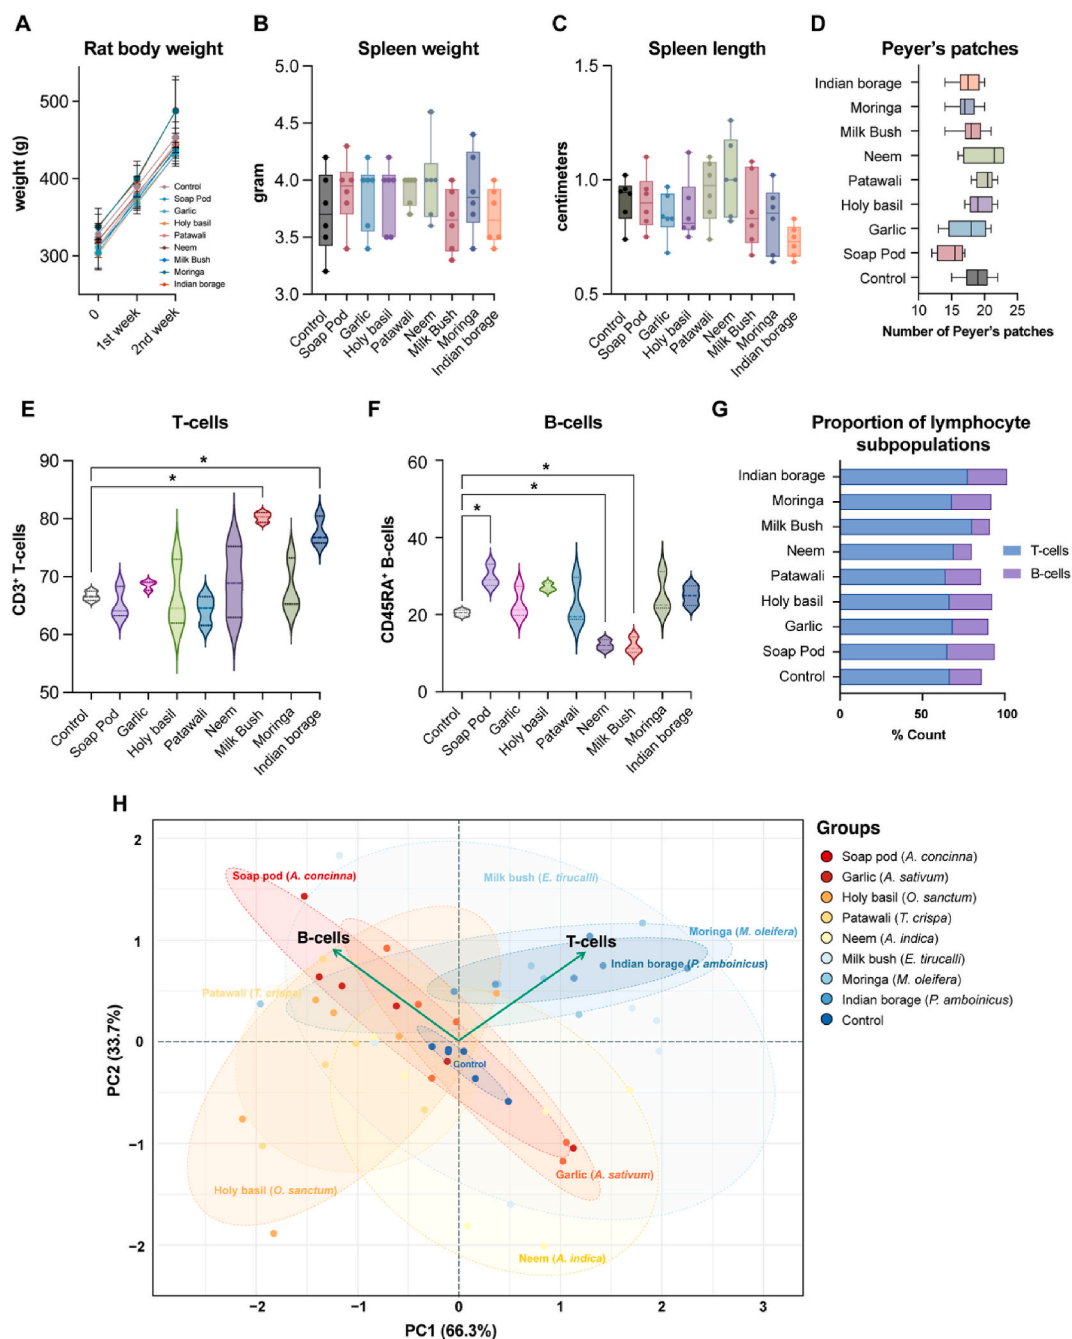 A
Rat body weight
weight (g)
500
400
300
0
1st week
2nd week
Control
Soap Pod
Garlic
Holy basil
Patawali
Neem
Milk Bush
Moringa
Indian borage
B
Spleen weight
gram
5.0
4.5
4.0
3.5
3.0
Control
Soap Pod
Garlic
Holy basil
Patawali
Neem
Milk Bush
Moringa
Indian borage
C
Spleen length
centimeters
1.5
1.0
0.5
Control
Soap Pod
Garlic
Holy basil
Patawali
Neem
Milk Bush
Moringa
Indian borage
D
Peyer's patches
Indian borage
Moringa
Milk Bush
Neem
Patawali
Holy basil
Garlic
Soap Pod
Control
10 15 20 25
Number of Peyer's patches
E
T-cells
CD3⁺ T-cells
90
80
70
60
50
*
*
Control
Soap Pod
Garlic
Holy basil
Patawali
Neem
Milk Bush
Moringa
Indian borage
F
B-cells
CD45RA⁺ B-cells
60
40
20
0
*
*
*
Control
Soap Pod
Garlic
Holy basil
Patawali
Neem
Milk Bush
Moringa
Indian borage
G
Proportion of lymphocyte
subpopulations
Indian borage
Moringa
Milk Bush
Neem
Patawali
Holy basil
Garlic
Soap Pod
Control
0 50 100
% Count
T-cells
B-cells
H
PC2 (33.7%)
2
1
0
−1
−2
Soap pod (A. concinna)
Milk bush (E. tirucalli)
B-cells
T-cells
Moringa (M. oleifera)
Indian borage (P. amboinicus)
Patawali (T. crispa)
Control
Garlic (A. sativum)
Holy basil (O. sanctum)
Neem (A. indica)
−2 −1 0 1 2 3
PC1 (66.3%)
Groups
Soap pod (A. concinna)
Garlic (A. sativum)
Holy basil (O. sanctum)
Patawali (T. crispa)
Neem (A. indica)
Milk bush (E. tirucalli)
Moringa (M. oleifera)
Indian borage (P. amboinicus)
Control